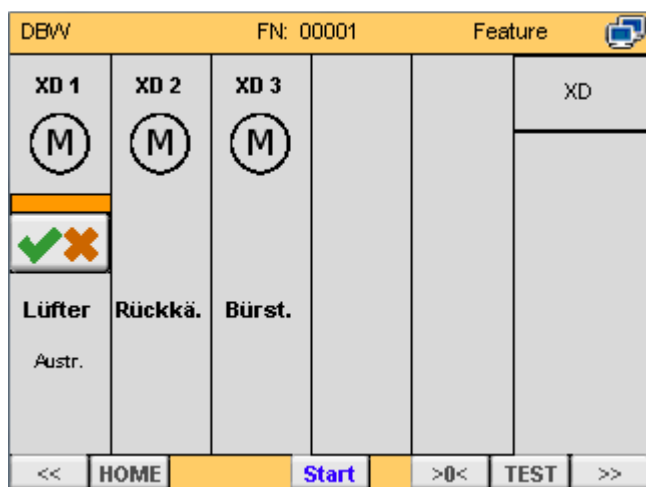 DBW FN: 00001 Feature
XD 1 XD 2 XD 3 XD
M M M
Lüfter Rückkä. Bürst.
Austr.
<< HOME Start >0< TEST >>